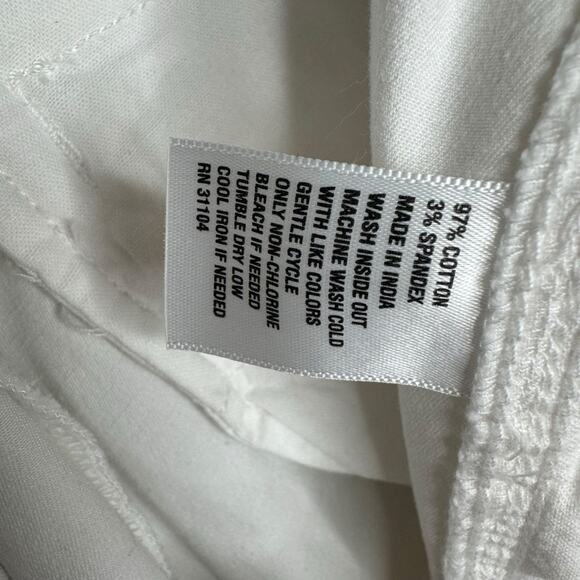 97% COTTON
3% SPANDEX
MADE IN INDIA
WASH INSIDE OUT
MACHINE WASH COLD
WITH LIKE COLORS
GENTLE CYCLE
ONLY NON-CHLORINE
BLEACH IF NEEDED
TUMBLE DRY LOW
COOL IRON IF NEEDED
RN 31104